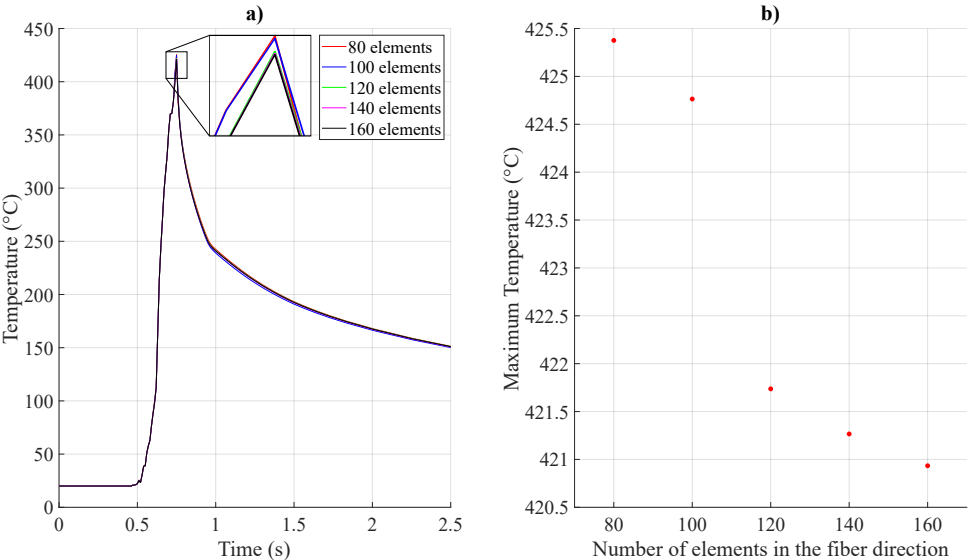 a)
Temperature (°C)
450
400
350
300
250
200
150
100
50
0
80 elements
100 elements
120 elements
140 elements
160 elements
0 0.5 1 1.5 2 2.5
Time (s)
b)
Maximum Temperature (°C)
425.5
425
424.5
424
423.5
423
422.5
422
421.5
421
420.5
80 100 120 140 160
Number of elements in the fiber direction